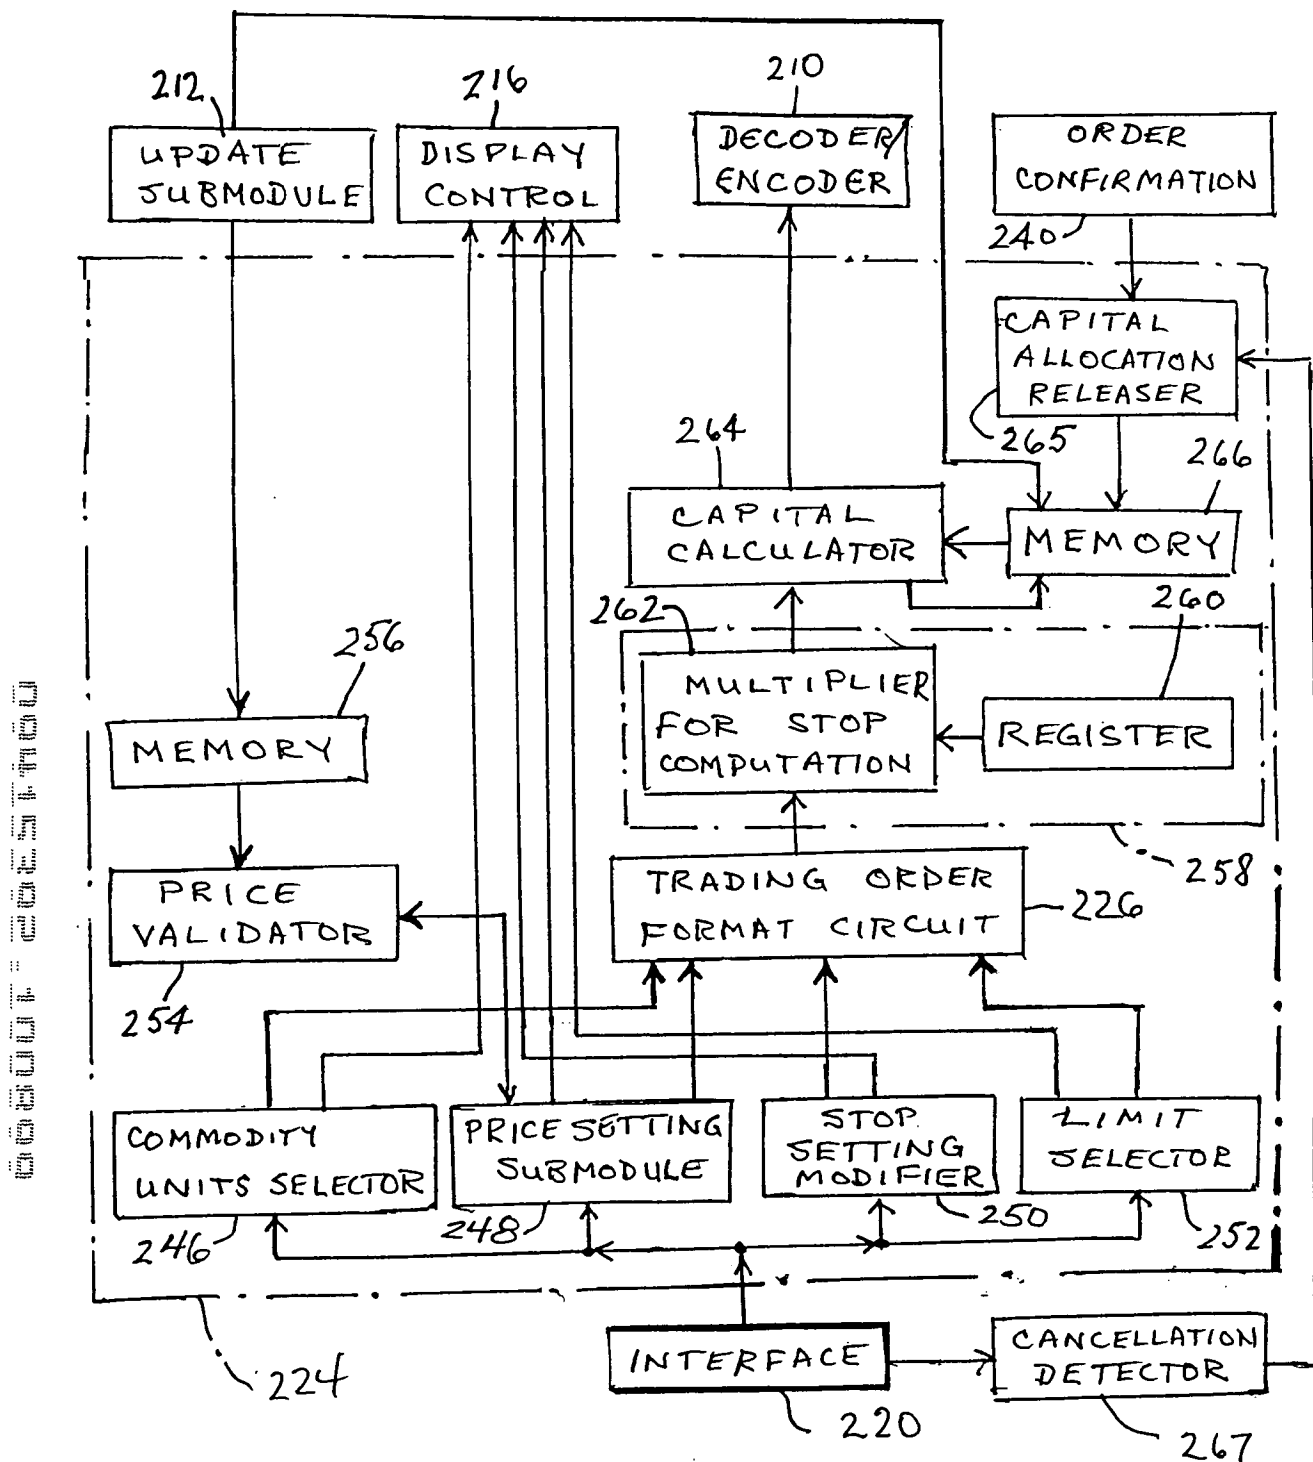 212
216
210
UPDATE
SUBMODULE
DISPLAY
CONTROL
DECODER/
ENCODER
ORDER
CONFIRMATION
240
CAPITAL
ALLOCATION
RELEASER
265
264
266
CAPITAL
CALCULATOR
MEMORY
262
260
256
MULTIPLIER
FOR STOP
COMPUTATION
REGISTER
MEMORY
258
PRICE
VALIDATOR
TRADING ORDER
FORMAT CIRCUIT
226
254
COMMODITY
UNITS SELECTOR
PRICE SETTING
SUBMODULE
STOP
SETTING
MODIFIER
LIMIT
SELECTOR
246
248
250
252
INTERFACE
CANCELLATION
DETECTOR
224
220
267